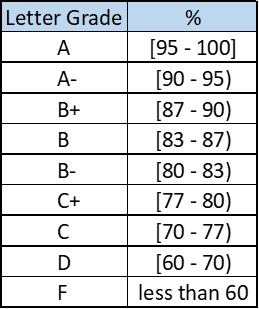 Letter Grade %
A [95 - 100]
A- [90 - 95)
B+ [87 - 90)
B [83 - 87)
B- [80 - 83)
C+ [77 - 80)
C [70 - 77)
D [60 - 70)
F less than 60